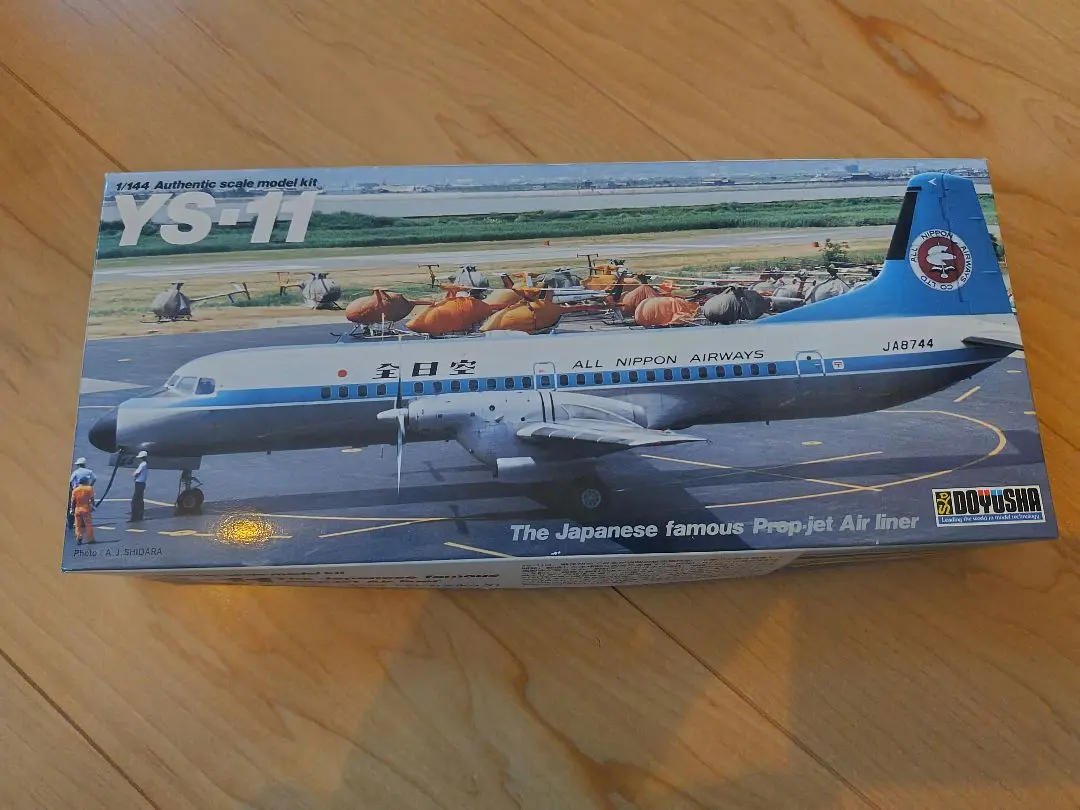 1/144 Authentic scale model kit
YS-11
ALL NIPPON AIRWAYS CO. LTD.
JA8744
全日空
ALL NIPPON AIRWAYS
DOYUSHA
Leading the world in model technology.
The Japanese famous Prop-jet Air liner
Photo : A.J.SHIDARA